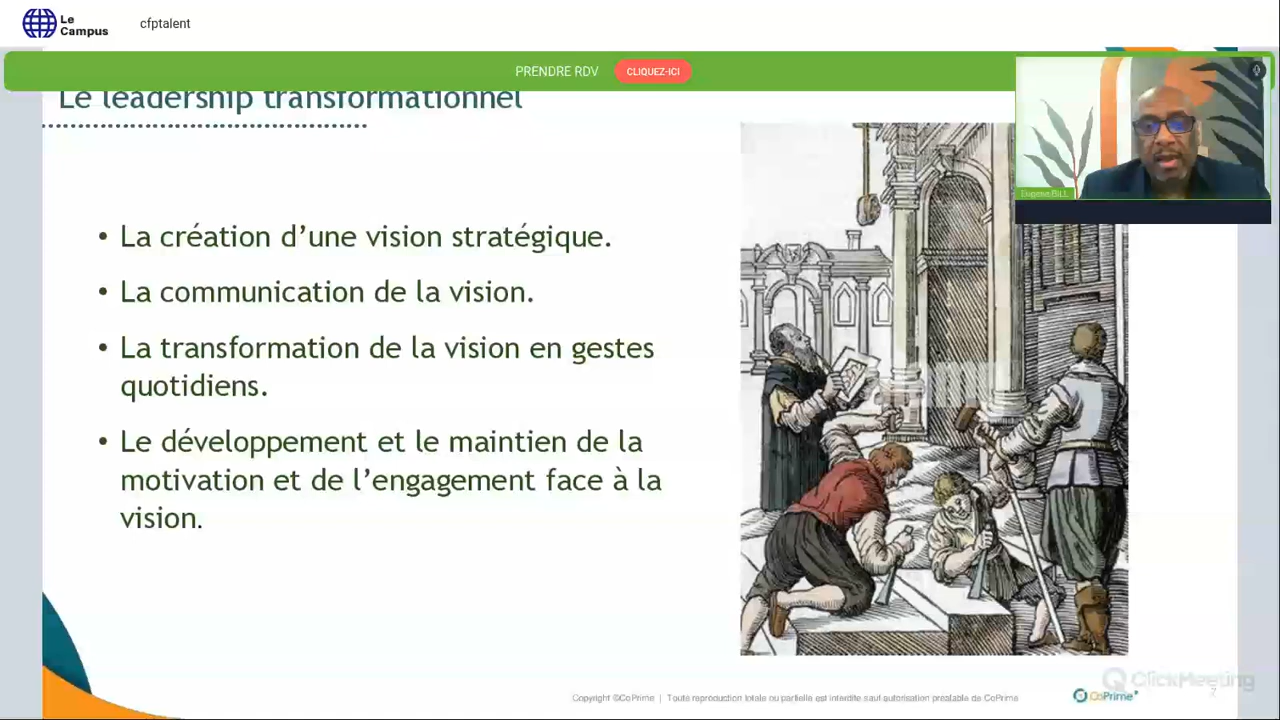 Le
Campus
cfptalent
PRENDRE RDV
CLIQUEZ-ICI
Le leadership transformationnel
• La création d’une vision stratégique.
• La communication de la vision.
• La transformation de la vision en gestes
quotidiens.
• Le développement et le maintien de la
motivation et de l’engagement face à la
vision.
Eugene BILL
Copyright ©CoPrime | Toute reproduction totale ou partielle est interdite sauf autorisation préalable de CoPrime
CoPrime
ClickMeeting
2